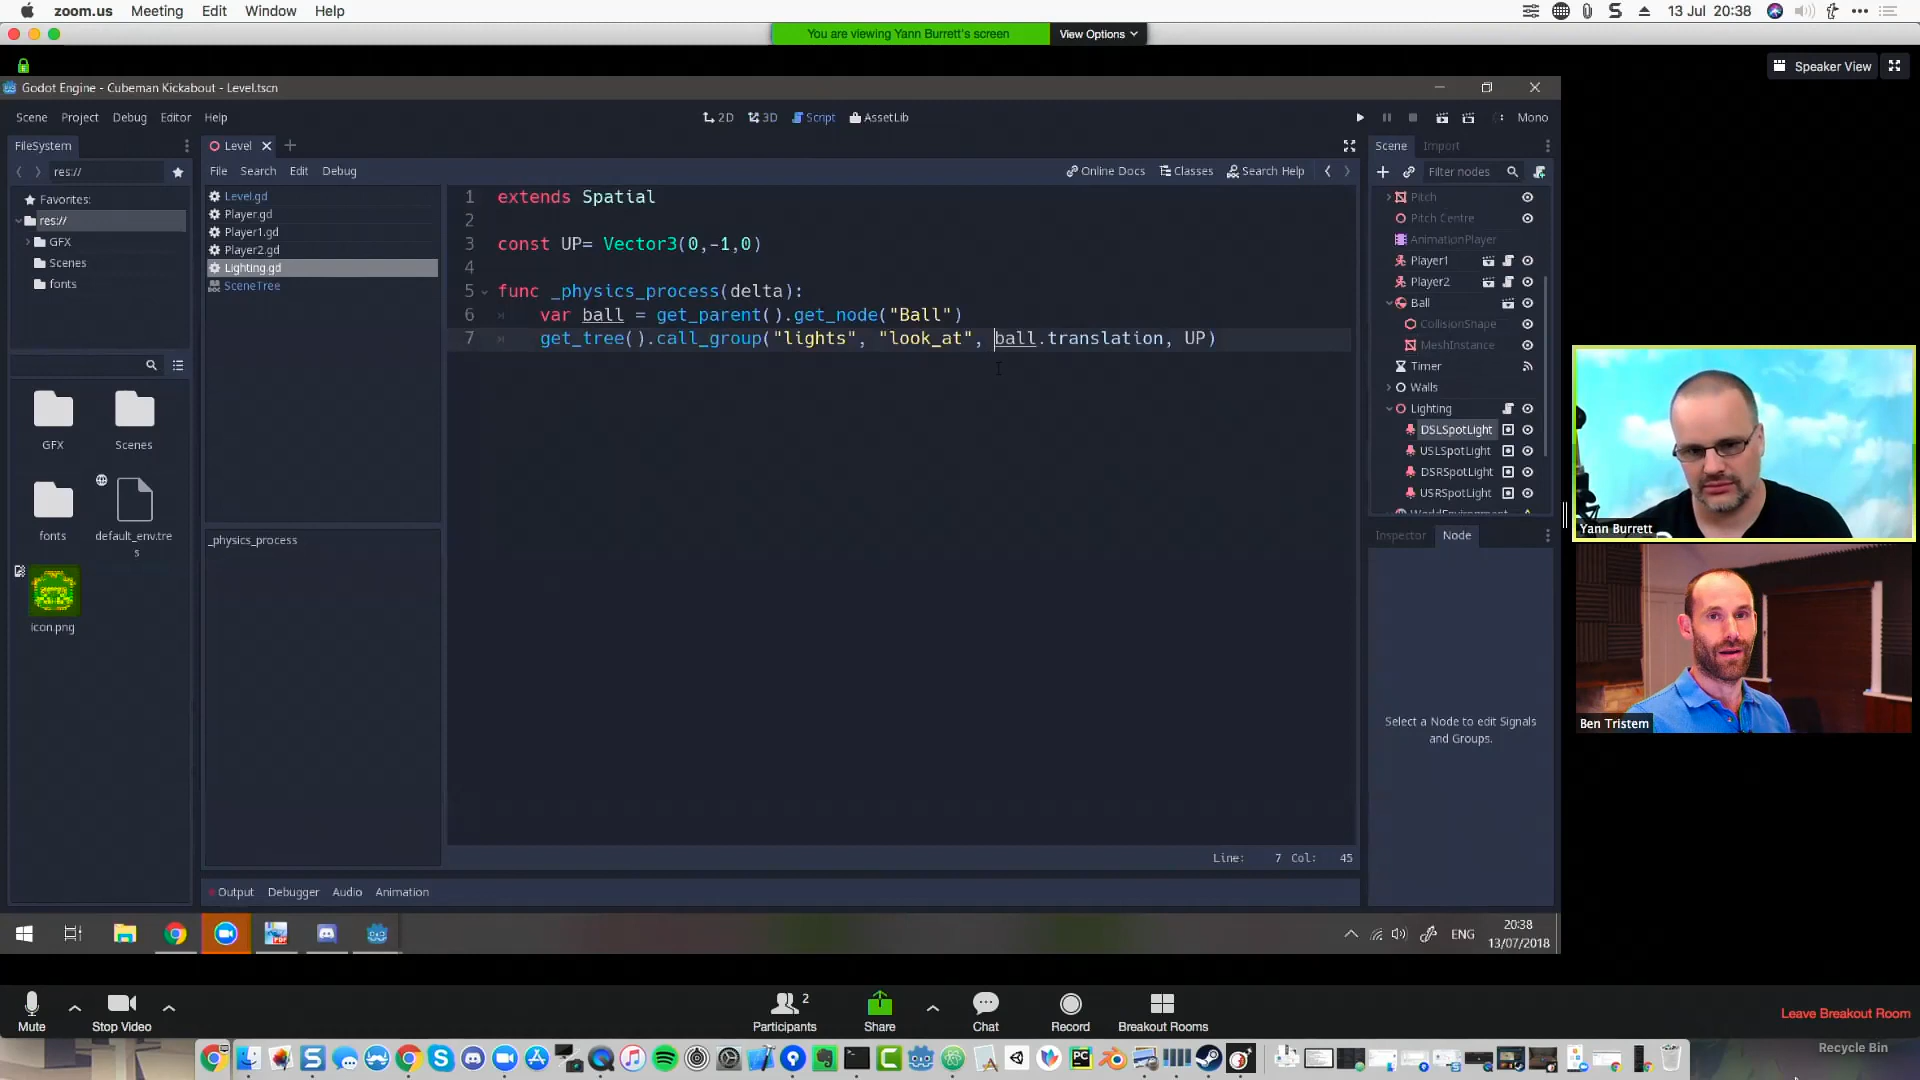 zoom.us Meeting Edit Window Help
13 Jul 20:38
You are viewing Yann Burrett's screen View Options
Speaker View
Godot Engine - Cubeman Kickabout - Level.tscn
Scene Project Debug Editor Help
2D 3D Script AssetLib
Mono
FileSystem
Level
Scene Import
res://
File Search Edit Debug
Online Docs Classes Search Help
Filter nodes
Favorites:
res://
GFX
Scenes
fonts
Level.gd
Player.gd
Player1.gd
Player2.gd
Lighting.gd
SceneTree
1 extends Spatial
2
3 const UP= Vector3(0,-1,0)
4
5 func _physics_process(delta):
6 var ball = get_parent().get_node("Ball")
7 get_tree().call_group("lights", "look_at", ball.translation, UP)
Pitch
Pitch Centre
AnimationPlayer
Player1
Player2
Ball
CollisionShape
MeshInstance
Timer
Walls
Lighting
DSLSpotLight
USLSpotLight
DSRSpotLight
USRSpotLight
WorldEnvironment
GFX
Scenes
fonts
default_env.tre
s
icon.png
_physics_process
Inspector Node
Select a Node to edit Signals
and Groups.
Line: 7 Col: 45
Output Debugger Audio Animation
Yann Burrett
Ben Tristem
ENG
20:38
13/07/2018
Mute
Stop Video
2
Participants
Share
Chat
Record
Breakout Rooms
Leave Breakout Room
Recycle Bin